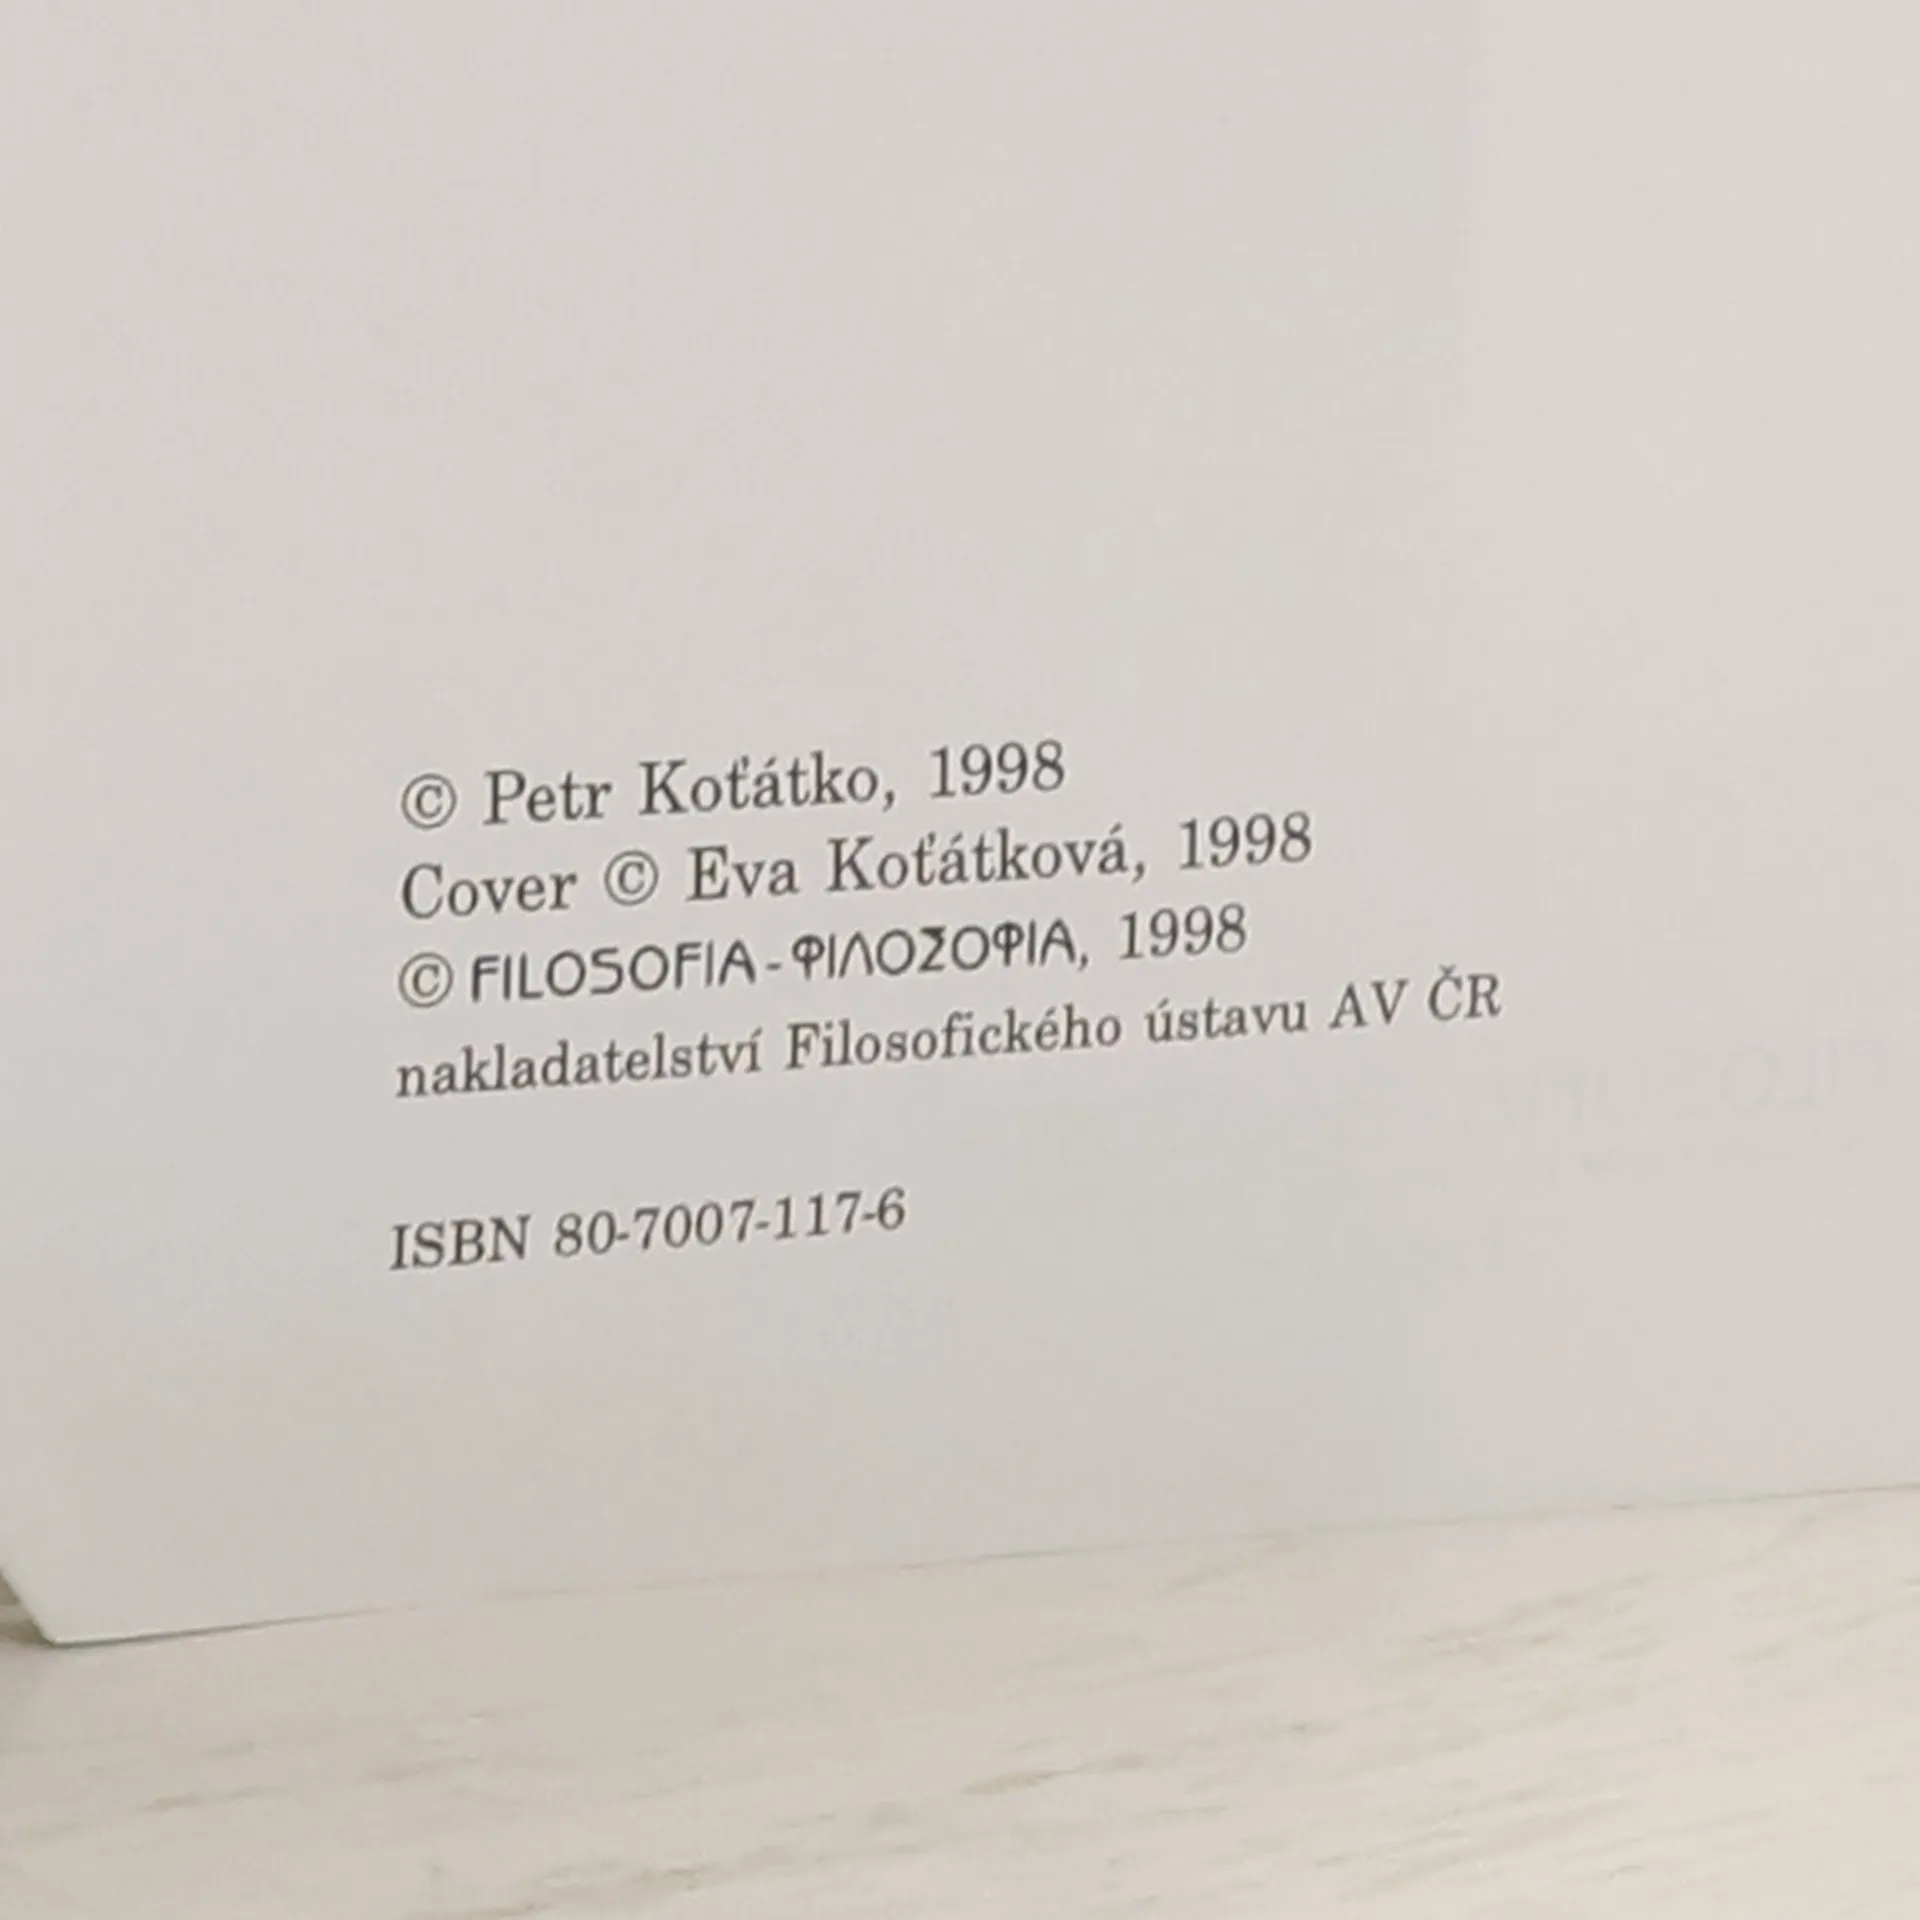 © Petr Koťátko, 1998
Cover © Eva Koťátková, 1998
© FILOSOFIA-ΦΙΛΟΣΟΦΙΑ, 1998
nakladatelství Filosofického ústavu AV ČR
ISBN 80-7007-117-6